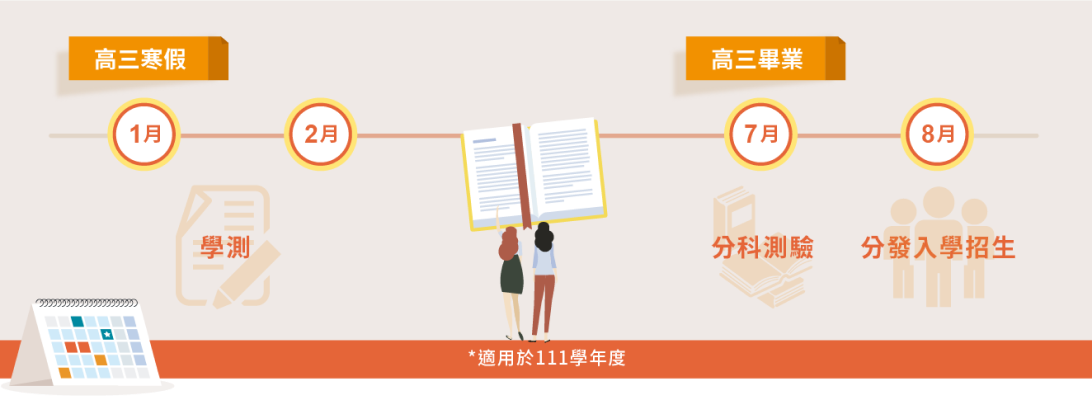 高三寒假
高三畢業
1月
2月
7月
8月
學測
分科測驗
分發入學招生
*適用於111學年度